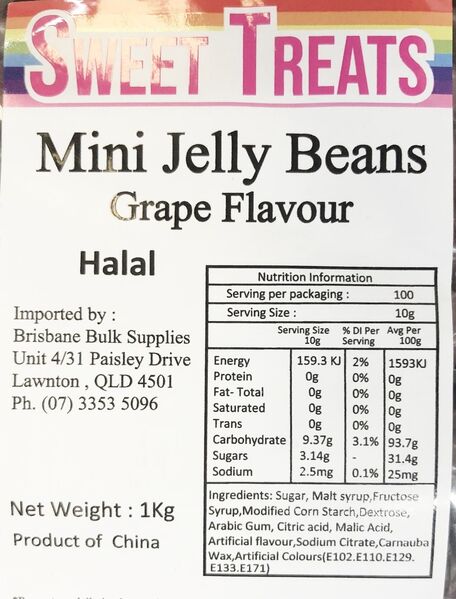 SWEET TREATS
Mini Jelly Beans
Grape Flavour
Halal
Imported by :
Brisbane Bulk Supplies
Unit 4/31 Paisley Drive
Lawnton , QLD 4501
Ph. (07) 3353 5096
Net Weight : 1Kg
Product of China
Nutrition Information
Serving per packaging : 100
Serving Size : 10g
Serving Size 10g % DI Per Serving Avg Per 100g
Energy 159.3 KJ 2% 1593KJ
Protein 0g 0% 0g
Fat- Total 0g 0% 0g
Saturated 0g 0% 0g
Trans 0g 0% 0g
Carbohydrate 9.37g 3.1% 93.7g
Sugars 3.14g - 31.4g
Sodium 2.5mg 0.1% 25mg
Ingredients: Sugar, Malt syrup,Fructose
Syrup,Modified Corn Starch,Dextrose,
Arabic Gum, Citric acid, Malic Acid,
Artificial flavour,Sodium Citrate,Carnauba
Wax,Artificial Colours(E102.E110.E129.
E133.E171)